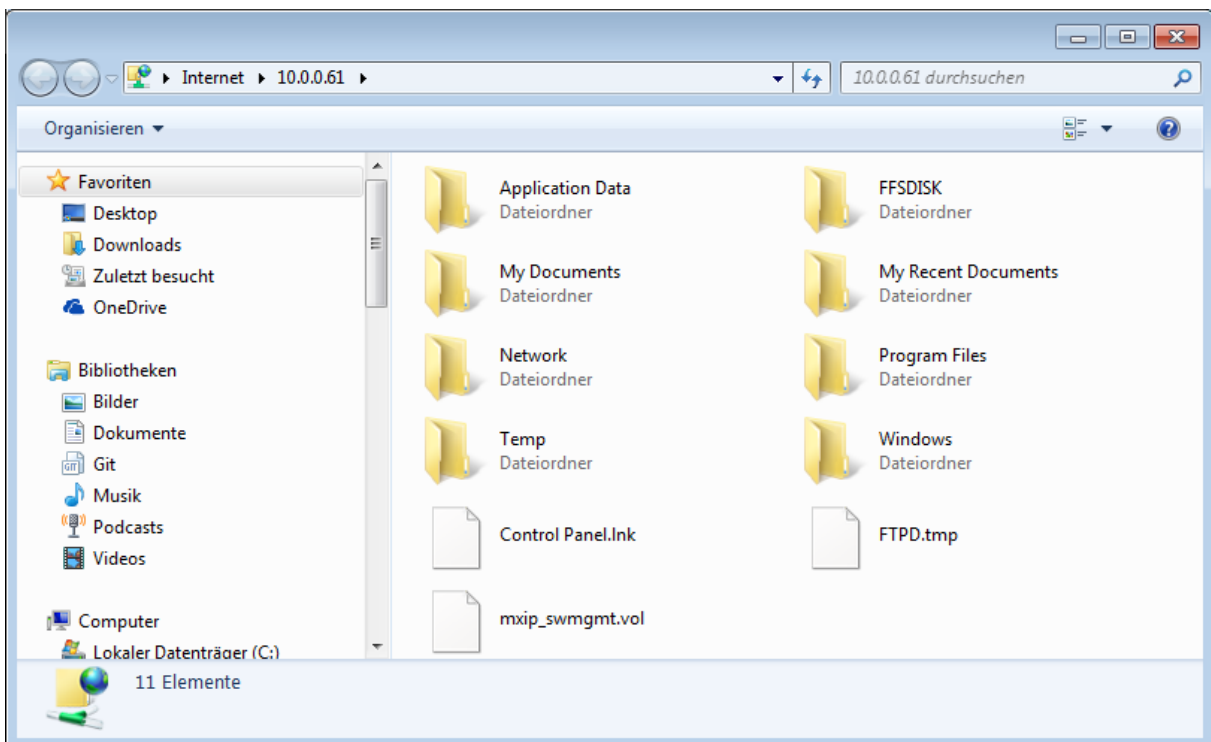 Internet 10.0.0.61
10.0.0.61 durchsuchen
Organisieren
Favoriten
Desktop
Downloads
Zuletzt besucht
OneDrive
Bibliotheken
Bilder
Dokumente
Git
Musik
Podcasts
Videos
Computer
Lokaler Datenträger (C:)
Application Data
Dateiordner
FFSDISK
Dateiordner
My Documents
Dateiordner
My Recent Documents
Dateiordner
Network
Dateiordner
Program Files
Dateiordner
Temp
Dateiordner
Windows
Dateiordner
Control Panel.lnk
FTPD.tmp
mxip_swmgmt.vol
11 Elemente